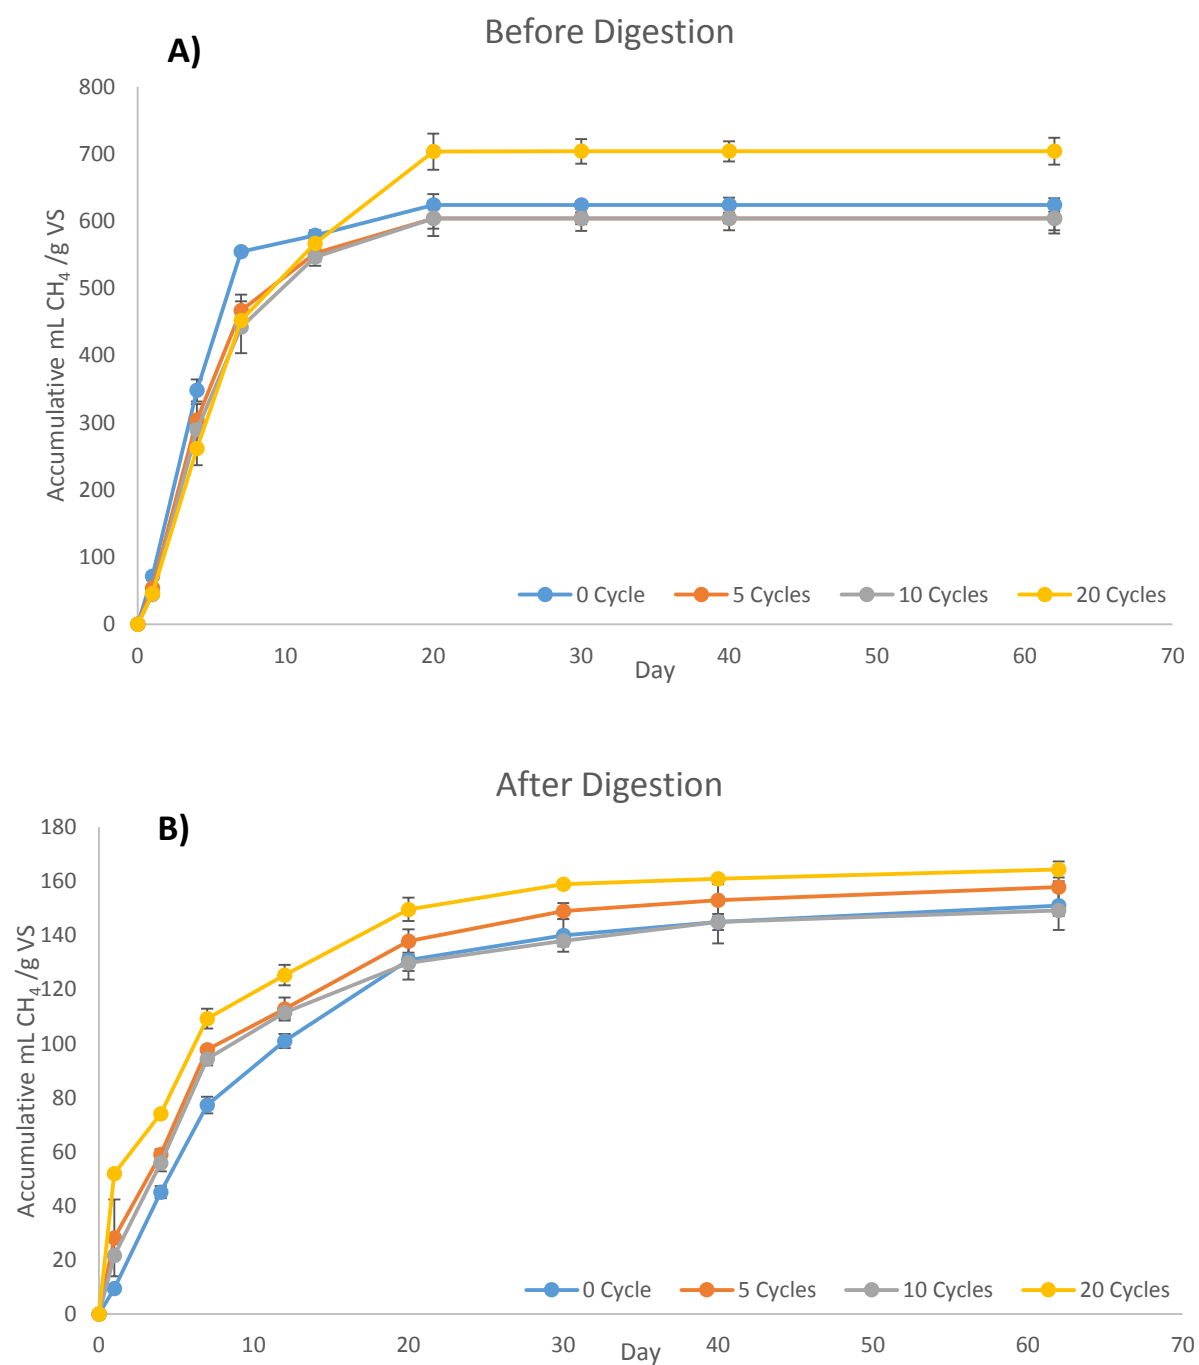 Before Digestion
A)
800
700
600
500
400
300
200
100
0
Accumulative mL CH₄ /g VS
0 Cycle 5 Cycles 10 Cycles 20 Cycles
0 10 20 30 40 50 60 70
Day
After Digestion
B)
180
160
140
120
100
80
60
40
20
0
Accumulative mL CH₄ /g VS
0 Cycle 5 Cycles 10 Cycles 20 Cycles
0 10 20 30 40 50 60 70
Day